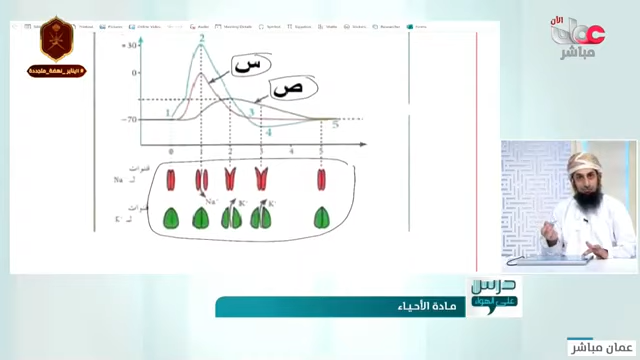 #يناير_نهضة_متجددة
عمان
الآن
مباشر
+30
0
-70
1
2
3
4
5
س
ص
0
1
2
3
4
5
قنوات
Na
لـ
Na⁺
K⁺
K⁺
قنوات
K⁺
لـ
درس
على الهواء
مادة الأحياء
عمان مباشر